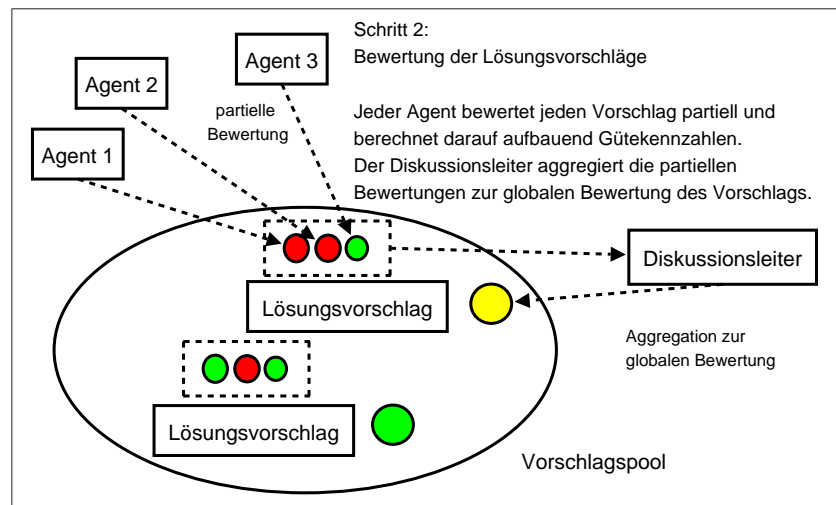 Schritt 2:
Bewertung der Lösungsvorschläge
Agent 3
Agent 2
Agent 1
partielle
Bewertung
Jeder Agent bewertet jeden Vorschlag partiell und
berechnet darauf aufbauend Gütekennzahlen.
Der Diskussionsleiter aggregiert die partiellen
Bewertungen zur globalen Bewertung des Vorschlags.
Diskussionsleiter
Lösungsvorschlag
Aggregation zur
globalen Bewertung
Lösungsvorschlag
Vorschlagspool